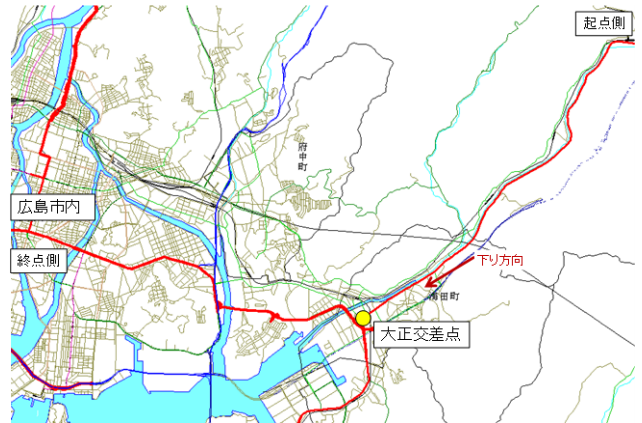 起点側
府中町
広島市内
終点側
下り方向
海田町
大正交差点